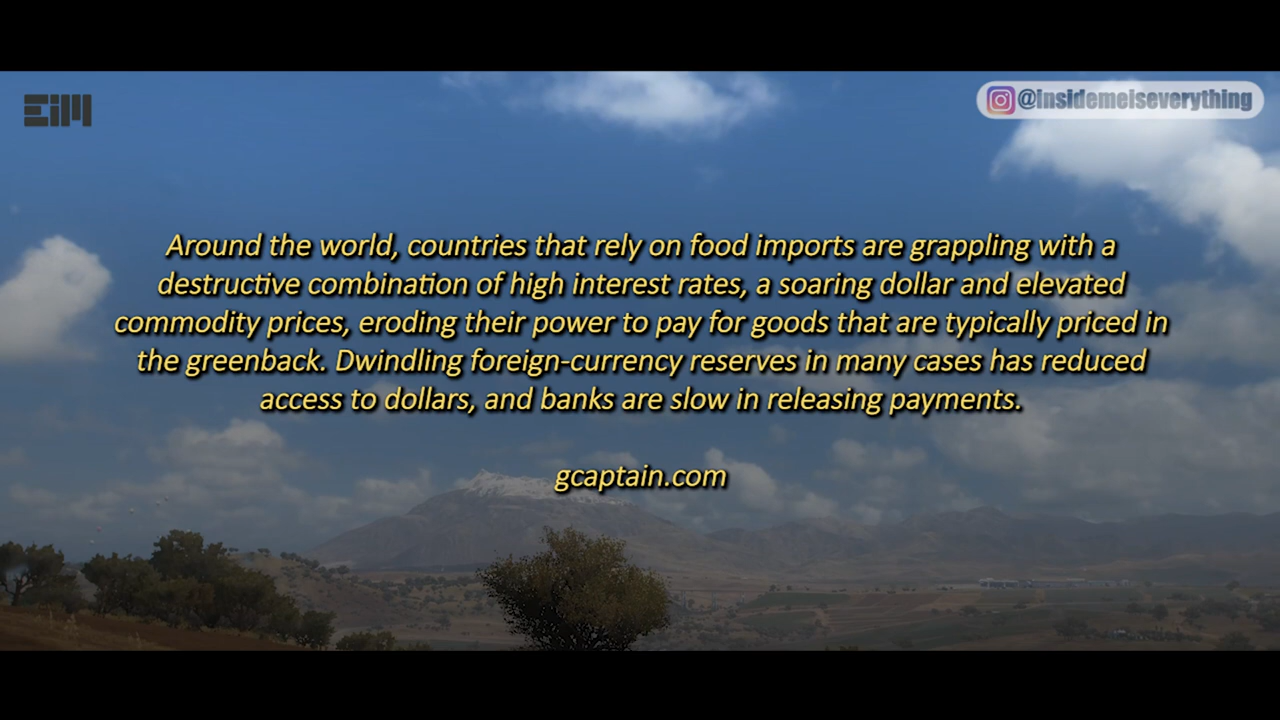 EiM
@insidemeiseverything
Around the world, countries that rely on food imports are grappling with a
destructive combination of high interest rates, a soaring dollar and elevated
commodity prices, eroding their power to pay for goods that are typically priced in
the greenback. Dwindling foreign-currency reserves in many cases has reduced
access to dollars, and banks are slow in releasing payments.
gcaptain.com